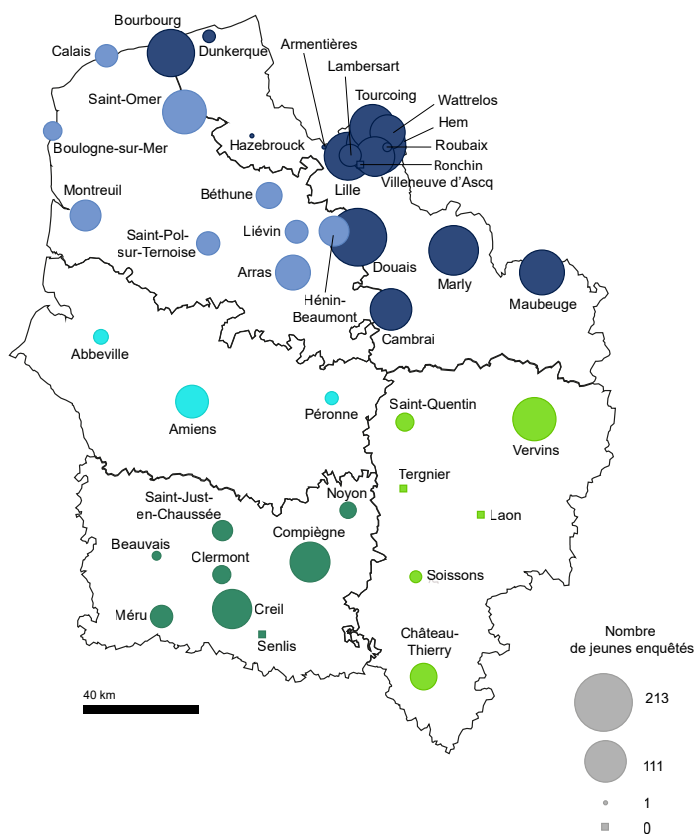 Bourbourg
Calais
Dunkerque
Armentières
Lambersart
Tourcoing
Saint-Omer
Wattrelos
Hem
Boulogne-sur-Mer
Hazebrouck
Roubaix
Ronchin
Villeneuve d'Ascq
Lille
Montreuil
Béthune
Liévin
Saint-Pol-
sur-Ternoise
Arras
Douais
Marly
Hénin-
Beaumont
Maubeuge
Cambrai
Abbeville
Amiens
Péronne
Saint-Quentin
Vervins
Tergnier
Laon
Noyon
Saint-Just-
en-Chaussée
Compiègne
Beauvais
Clermont
Soissons
Méru
Creil
Senlis
Château-
Thierry
40 km
Nombre
de jeunes enquêtés
213
111
1
0